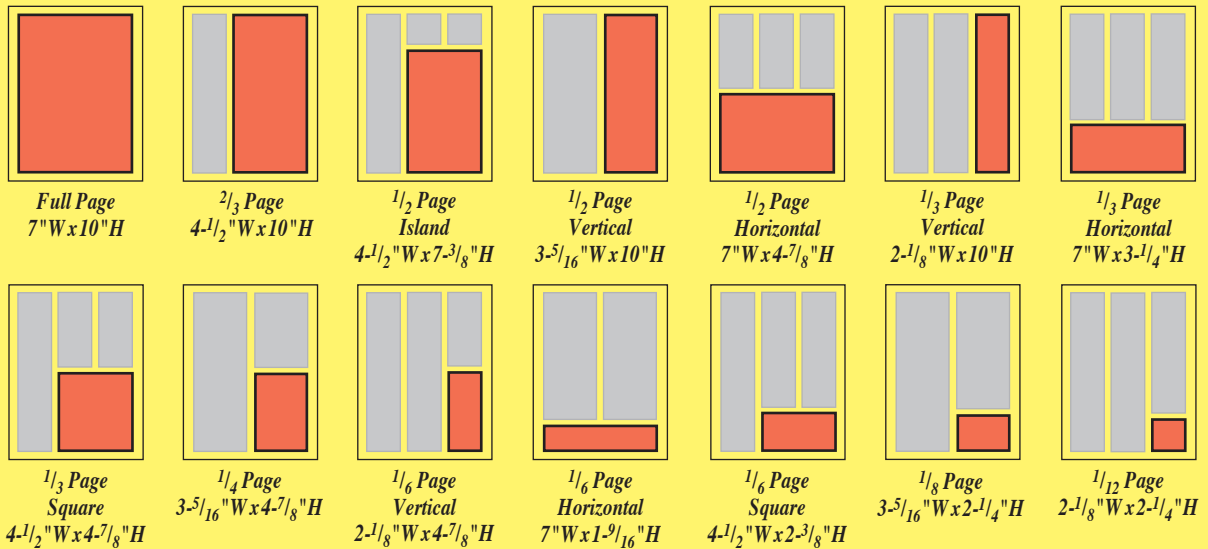 Full Page
7"Wx10"H
2/3 Page
4-1/2"Wx10"H
1/2 Page
Island
4-1/2"Wx7-3/8"H
1/2 Page
Vertical
3-5/16"Wx10"H
1/2 Page
Horizontal
7"Wx4-7/8"H
1/3 Page
Vertical
2-1/8"Wx10"H
1/3 Page
Horizontal
7"Wx3-1/4"H
1/3 Page
Square
4-1/2"Wx4-7/8"H
1/4 Page
3-5/16"Wx4-7/8"H
1/6 Page
Vertical
2-1/8"Wx4-7/8"H
1/6 Page
Horizontal
7"Wx1-9/16"H
1/6 Page
Square
4-1/2"Wx2-3/8"H
1/8 Page
3-5/16"Wx2-1/4"H
1/12 Page
2-1/8"Wx2-1/4"H